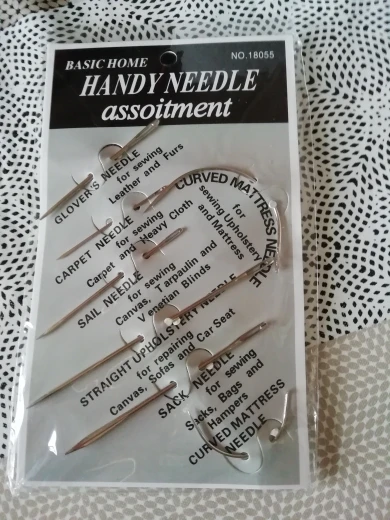 BASIC HOME
NO.18055
HANDY NEEDLE
assoitment
GLOVER'S NEEDLE
for sewing
Leather and Furs
CURVED MATTRESS NEEDLE
for
sewing Upholstery
and Mattress
CARPET NEEDLE
for sewing
Carpet and Heavy Cloth
SAIL NEEDLE
for sewing
Canvas, Tarpaulin and
Venetian Blinds
STRAIGHT UPHOLSTERY NEEDLE
for repairing
Canvas, Sofas and Car Seat
SACK NEEDLE
for sewing
Sacks, Bags and
Hampers
CURVED MATTRESS
NEEDLE